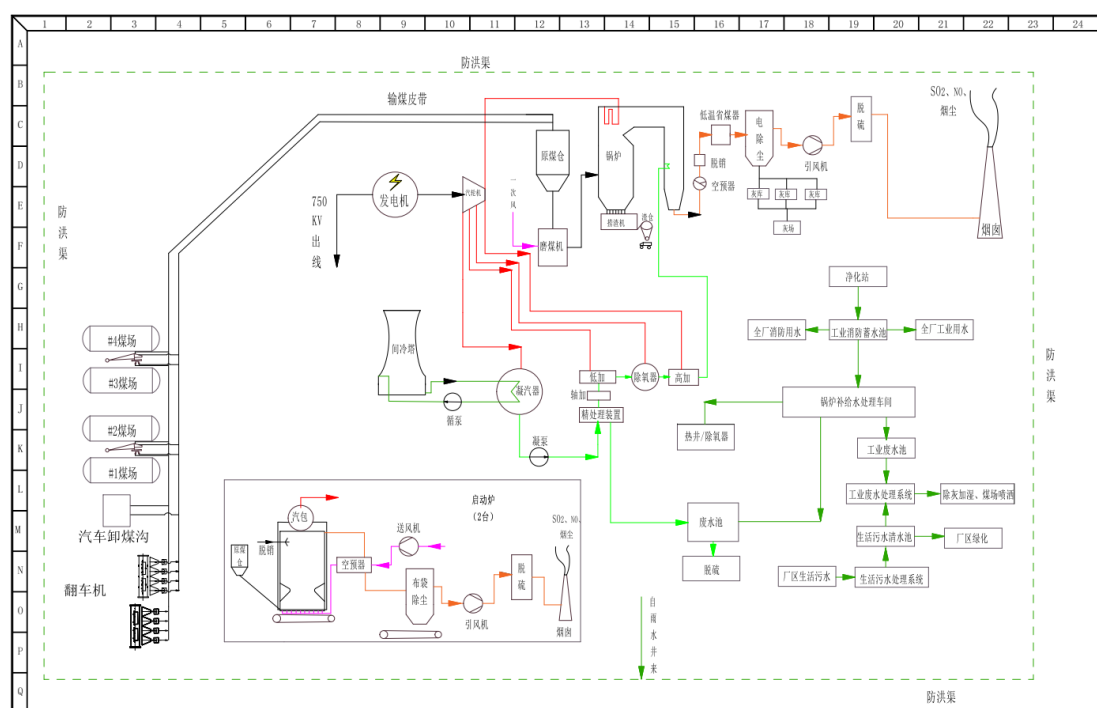 1 2 3 4 5 6 7 8 9 10 11 12 13 14 15 16 17 18 19 20 21 22 23 24
A
B
C
D
E
F
G
H
I
J
K
L
M
N
O
P
Q
防洪渠
输煤皮带
原煤仓
锅炉
低温省煤器
脱销
空预器
电除尘
引风机
脱硫
SO2、NO、
烟尘
烟囱
灰库
灰库
灰库
灰场
捞渣机
渣仓
发电机
汽轮机
一次风
磨煤机
750
KV
出
线
防洪渠
净化站
全厂消防用水
工业消防蓄水池
全厂工业用水
#4煤场
#3煤场
#2煤场
#1煤场
间冷塔
循泵
凝汽器
凝泵
低加
除氧器
高加
轴加
精处理装置
防洪渠
锅炉补给水处理车间
热井/除氧器
工业废水池
工业废水处理系统
除灰加湿、煤场喷洒
生活污水清水池
厂区绿化
厂区生活污水
生活污水处理系统
废水池
脱硫
汽车卸煤沟
翻车机
启动炉
(2台)
汽包
原煤仓
脱销
空预器
送风机
布袋
除尘
引风机
脱硫
SO2、NO、
烟尘
烟囱
自雨水井来
防洪渠